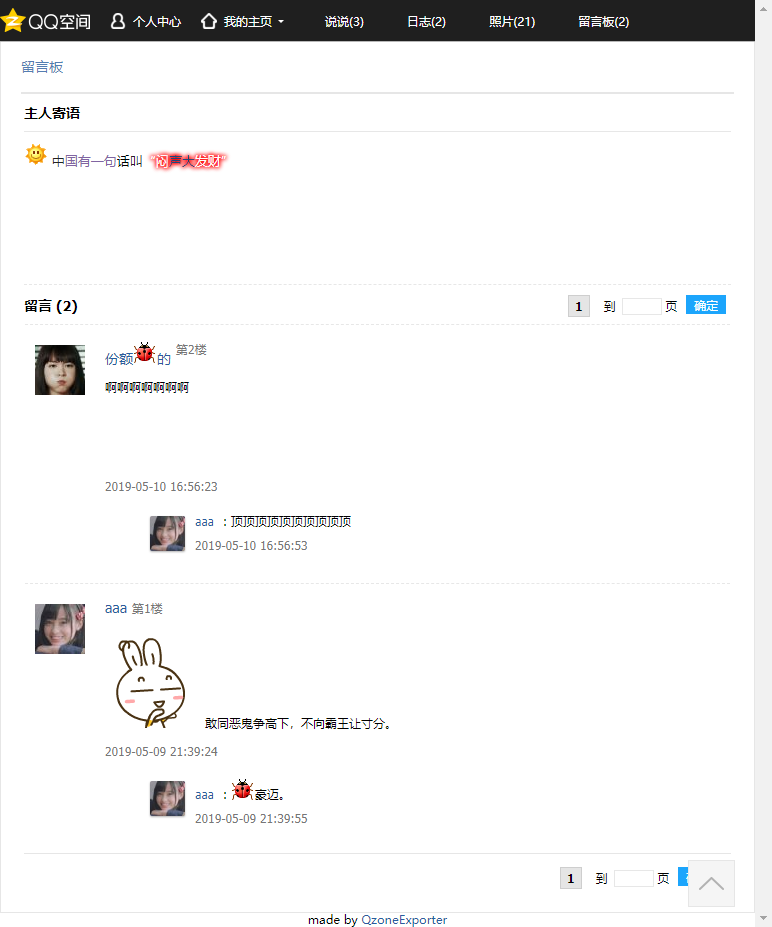 QQ空间 个人中心 我的主页 说说(3) 日志(2) 照片(21) 留言板(2)
留言板
主人寄语
中国有一句话叫 “闷声大发财”
留言 (2) 1 到 页 确定
份额 的 第2楼
啊啊啊啊啊啊啊
2019-05-10 16:56:23
aaa ：顶顶顶顶顶顶顶顶顶顶
2019-05-10 16:56:53
aaa 第1楼
敢同恶鬼争高下，不向霸王让寸分。
2019-05-09 21:39:24
aaa ： 豪迈。
2019-05-09 21:39:55
1 到 页
made by QzoneExporter